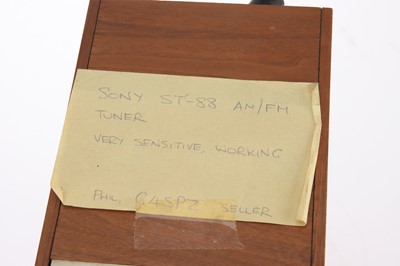 SONY ST-88 AM/FM
TUNER
VERY SENSITIVE, WORKING
PHIL, G4SPZ SELLER